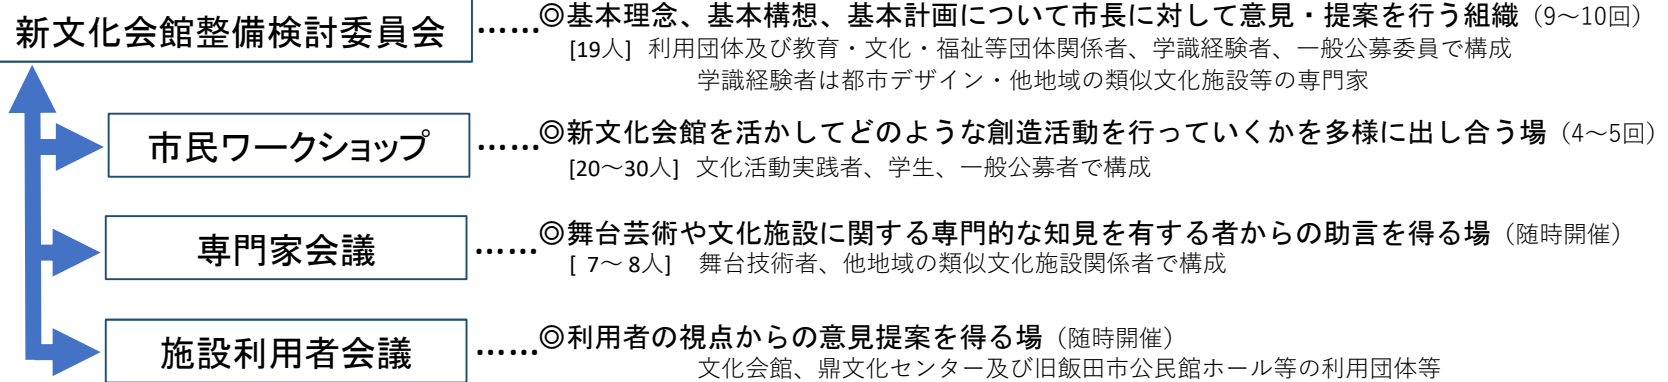 新文化会館整備検討委員会 ……◎基本理念、基本構想、基本計画について市長に対して意見・提案を行う組織（9～10回）
[19人] 利用団体及び教育・文化・福祉等団体関係者、学識経験者、一般公募委員で構成
学識経験者は都市デザイン・他地域の類似文化施設等の専門家
市民ワークショップ ……◎新文化会館を活かしてどのような創造活動を行っていくかを多様に出し合う場（4～5回）
[20～30人] 文化活動実践者、学生、一般公募者で構成
専門家会議 ……◎舞台芸術や文化施設に関する専門的な知見を有する者からの助言を得る場（随時開催）
[ 7～ 8人] 舞台技術者、他地域の類似文化施設関係者で構成
施設利用者会議 ……◎利用者の視点からの意見提案を得る場（随時開催）
文化会館、鼎文化センター及び旧飯田市公民館ホール等の利用団体等